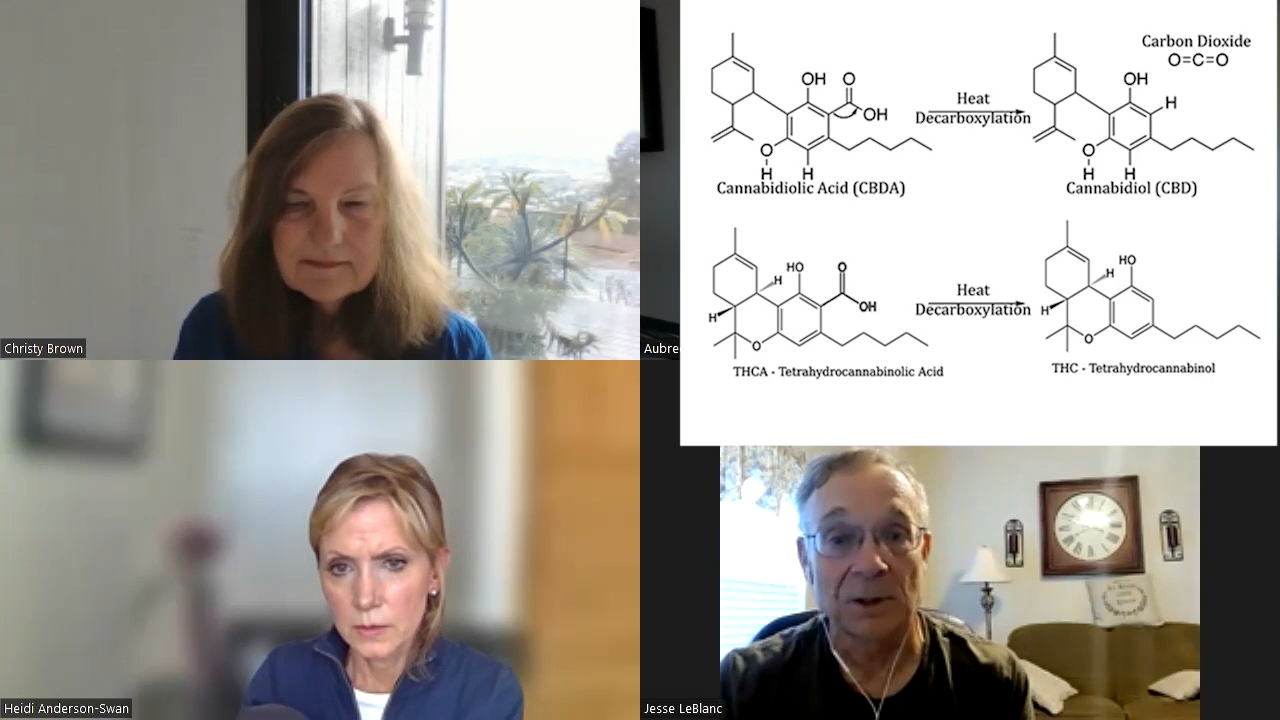 Carbon Dioxide
O=C=O
OH
O
OH
Heat
Decarboxylation
OH
H
O
H
H
O
H
H
Cannabidiolic Acid (CBDA)
Cannabidiol (CBD)
HO
H
O
OH
H
O
Heat
Decarboxylation
HO
H
H
O
THCA - Tetrahydrocannabinolic Acid
THC - Tetrahydrocannabinol
Christy Brown
Aubre
Heidi Anderson-Swan
Jesse LeBlanc